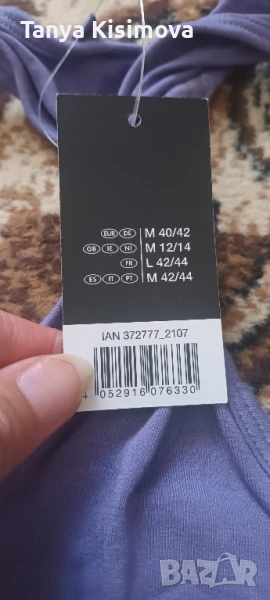 Tanya Kisimova
EUR DE M 40/42
GB IE NI M 12/14
FR L 42/44
ES IT PT M 42/44
IAN 372777_2107
4 052916 076330
BAZAR